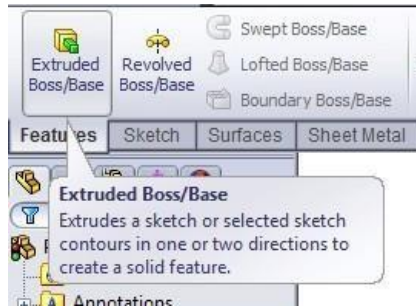 Extruded Boss/Base
Revolved Boss/Base
Swept Boss/Base
Lofted Boss/Base
Boundary Boss/Base
Features Sketch Surfaces Sheet Metal
Extruded Boss/Base
Extrudes a sketch or selected sketch
contours in one or two directions to
create a solid feature.
Annotations